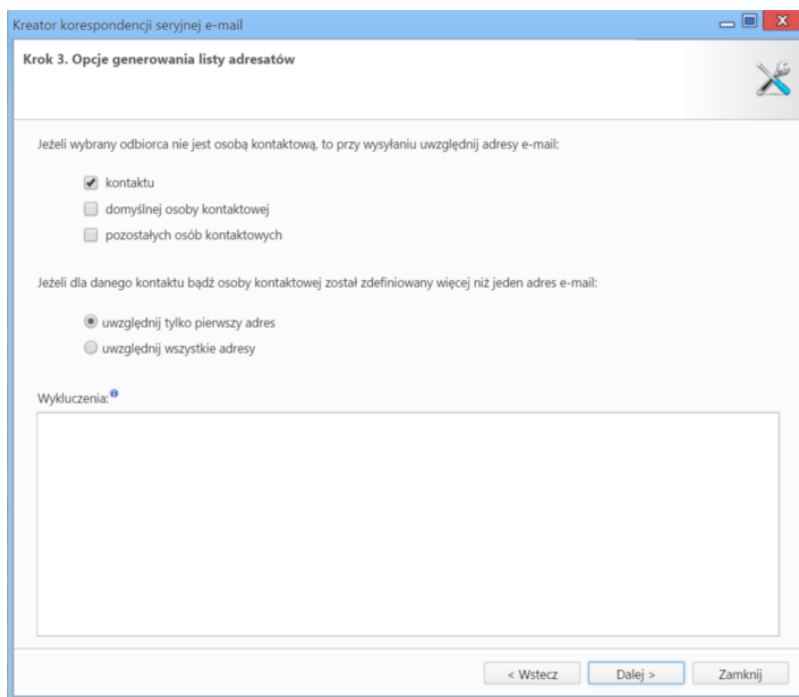 Kreator korespondencji seryjnej e-mail
Krok 3. Opcje generowania listy adresatów
Jeżeli wybrany odbiorca nie jest osobą kontaktową, to przy wysyłaniu uwzględnij adresy e-mail:
kontaktu
domyślnej osoby kontaktowej
pozostałych osób kontaktowych
Jeżeli dla danego kontaktu bądź osoby kontaktowej został zdefiniowany więcej niż jeden adres e-mail:
uwzględnij tylko pierwszy adres
uwzględnij wszystkie adresy
Wykluczenia:
< Wstecz Dalej > Zamknij